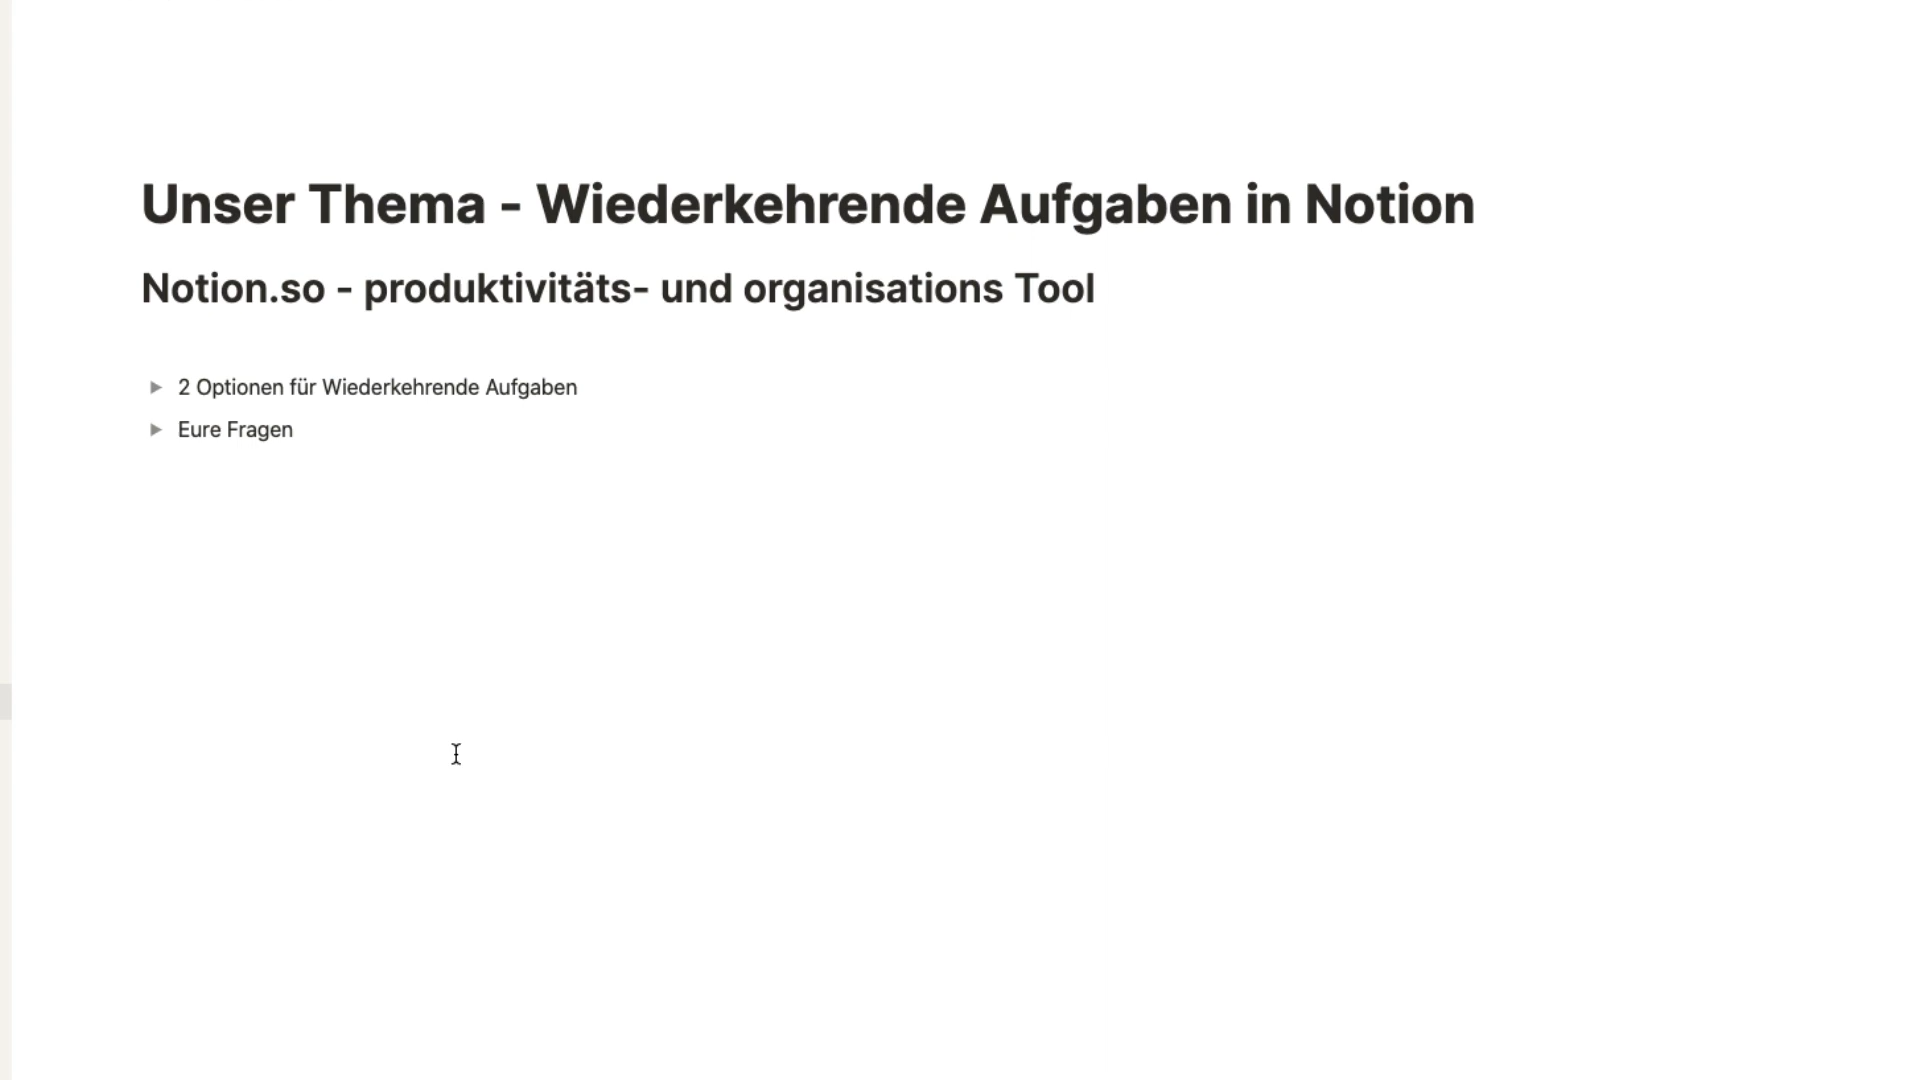 Unser Thema - Wiederkehrende Aufgaben in Notion
Notion.so - produktivitäts- und organisations Tool
2 Optionen für Wiederkehrende Aufgaben
Eure Fragen